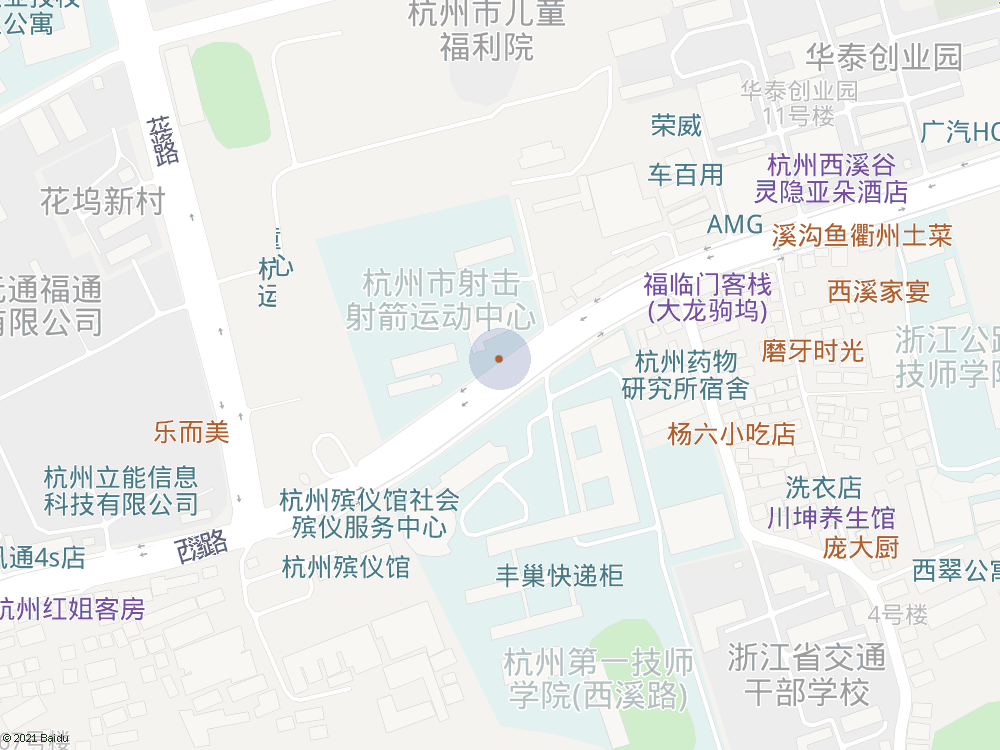 杭州市儿童
福利院
公寓
华泰创业园
华泰创业园
11号楼
荣威
广汽HO
花坞路
车百用
杭州西溪谷
灵隐亚朵酒店
花坞新村
AMG
溪沟鱼衢州土菜
杭州市射击
射箭运动中心
福临门客栈
(大龙驹坞)
西溪家宴
通福通
有限公司
浙江公路
技师学院
杭州药物
研究所宿舍
磨牙时光
乐而美
杨六小吃店
杭州立能信息
科技有限公司
杭州殡仪馆社会
殡仪服务中心
洗衣店
川坤养生馆
庞大厨
西溪路
通4s店
杭州殡仪馆
丰巢快递柜
西翠公寓
杭州红姐客房
4号楼
杭州第一技师
学院(西溪路)
浙江省交通
干部学校
© 2021 Baidu